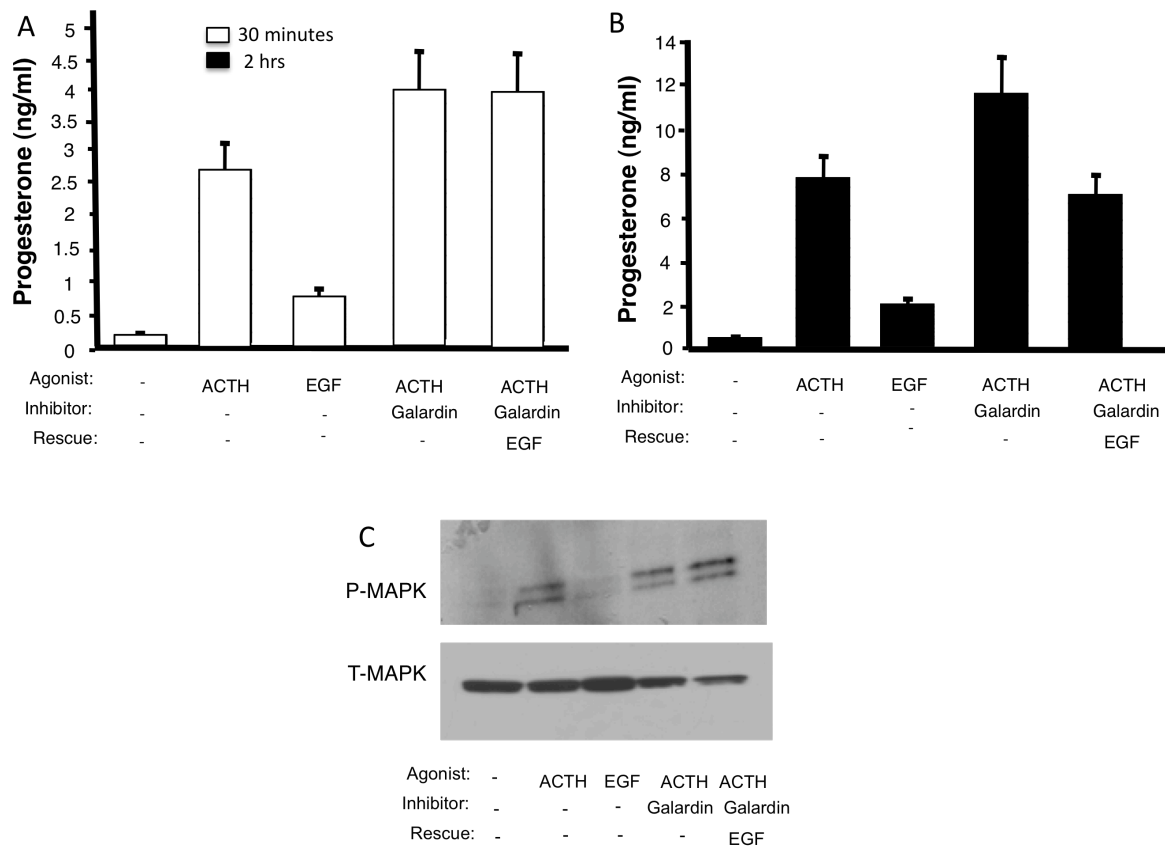 A
Progesterone (ng/ml)
5
4.5
4
3.5
3
2.5
2
1.5
1
0.5
0
30 minutes
2 hrs
Agonist: - ACTH EGF ACTH ACTH
Inhibitor: - - - Galardin Galardin
Rescue: - - - - EGF
B
Progesterone (ng/ml)
14
12
10
8
6
4
2
0
Agonist: - ACTH EGF ACTH ACTH
Inhibitor: - - - Galardin Galardin
Rescue: - - - - EGF
C
P-MAPK
T-MAPK
Agonist: - ACTH EGF ACTH ACTH
Inhibitor: - - - Galardin Galardin
Rescue: - - - - EGF